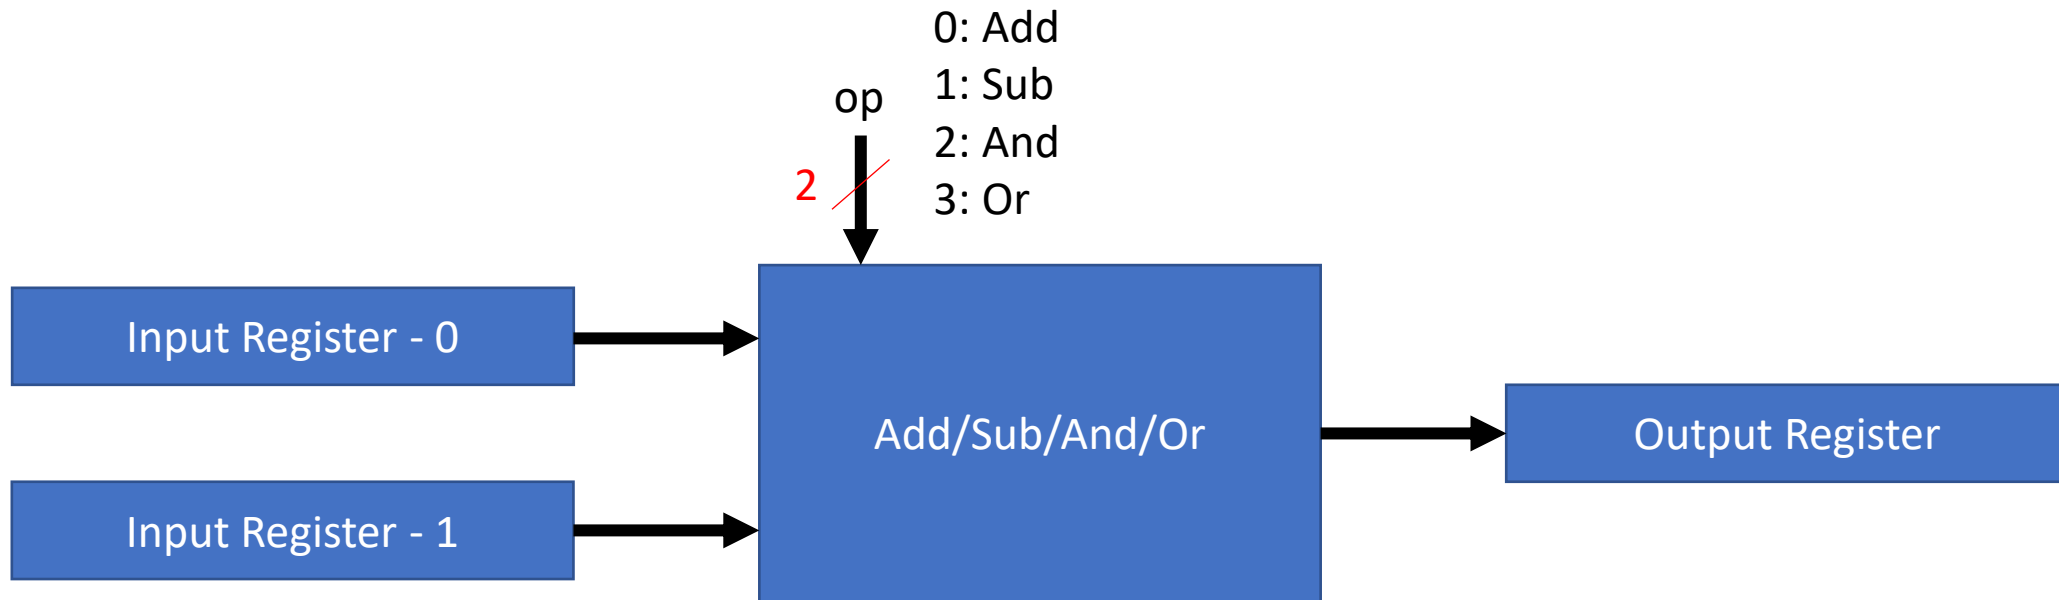 0: Add
1: Sub
op
2: And
2
3: Or
Input Register - 0
Add/Sub/And/Or
Output Register
Input Register - 1